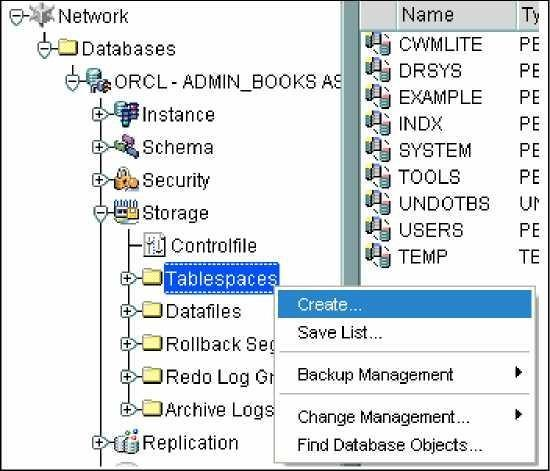 Network
Databases
ORCL - ADMIN_BOOKS AS
Instance
Schema
Security
Storage
Controlfile
Tablespaces
Datafiles
Rollback Seg
Redo Log Gr
Archive Logs
Replication
Name Ty
CWMLITE PE
DRSYS PE
EXAMPLE PE
INDX PE
SYSTEM PE
TOOLS PE
UNDOTBS UN
USERS PE
TEMP TE
Create...
Save List...
Backup Management
Change Management...
Find Database Objects...